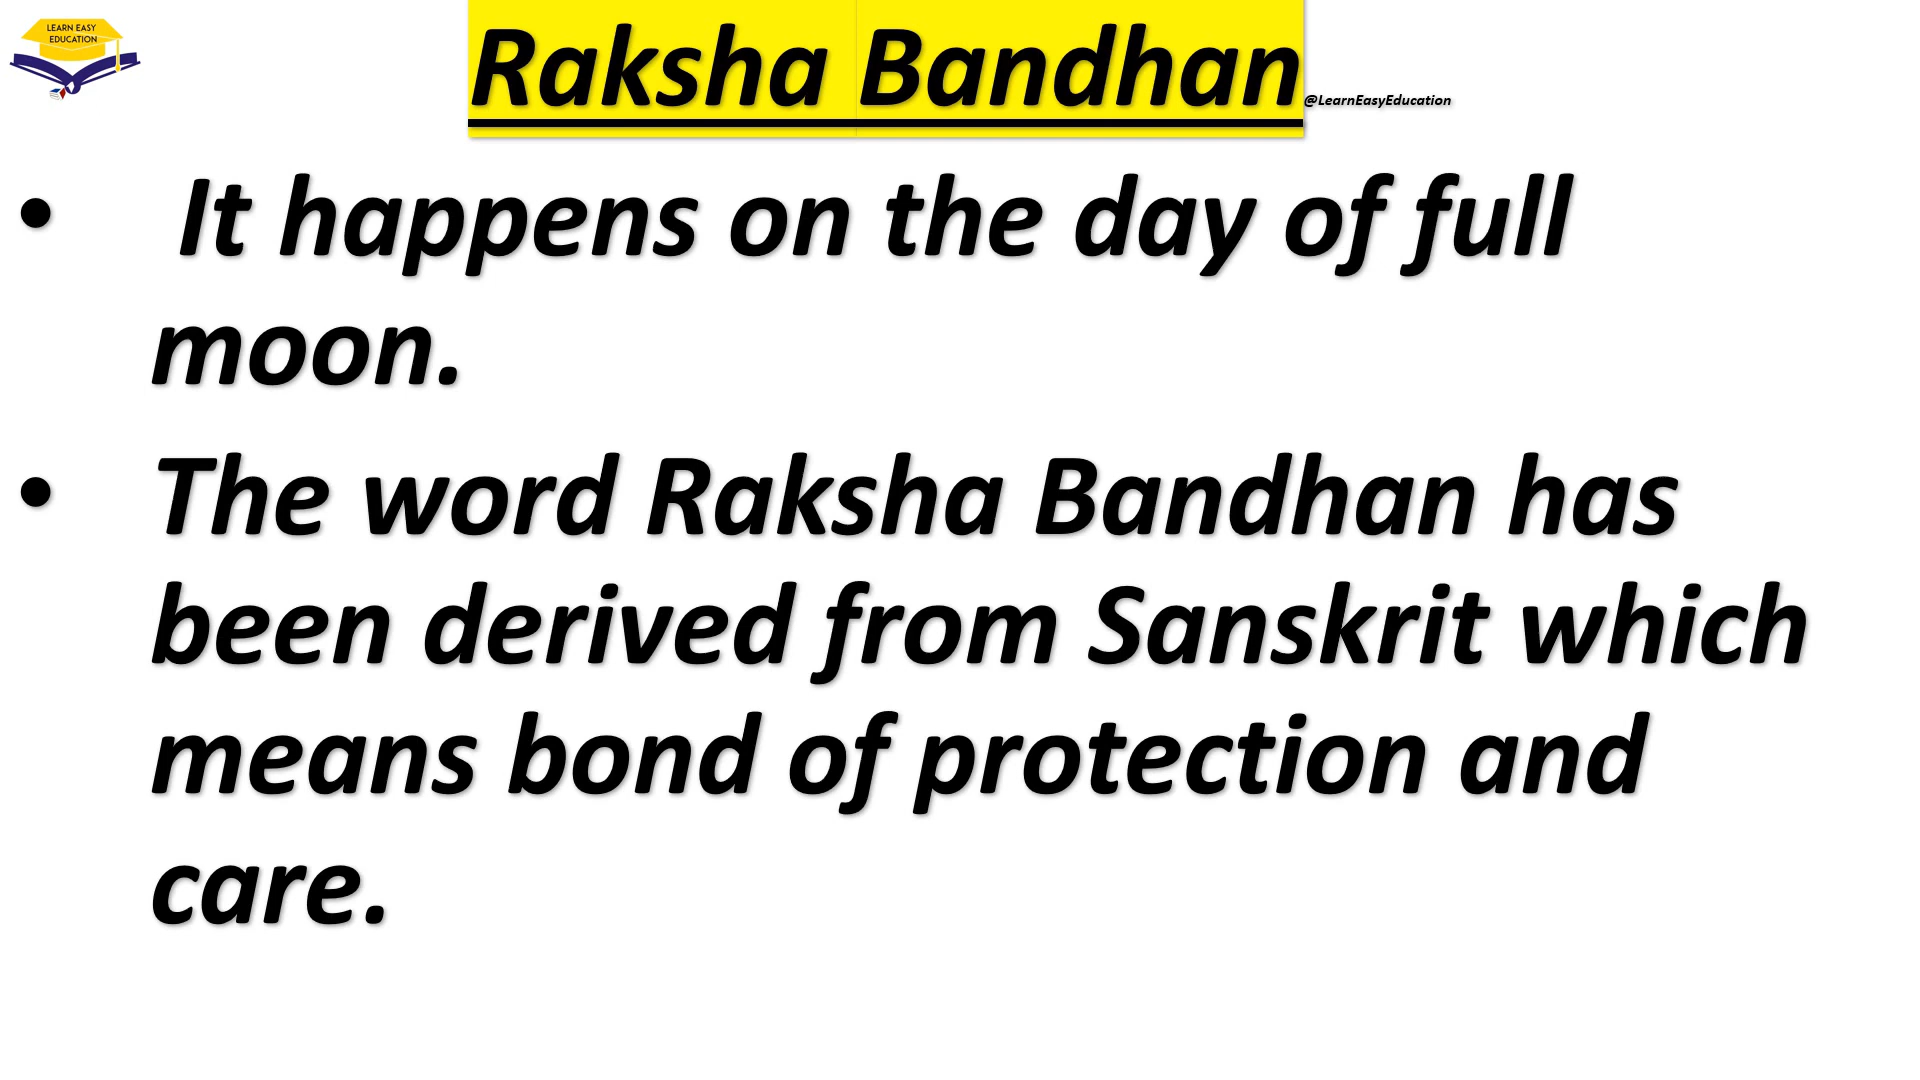 LEARN EASY
EDUCATION
Raksha Bandhan@LearnEasyEducation
• It happens on the day of full
moon.
• The word Raksha Bandhan has
been derived from Sanskrit which
means bond of protection and
care.